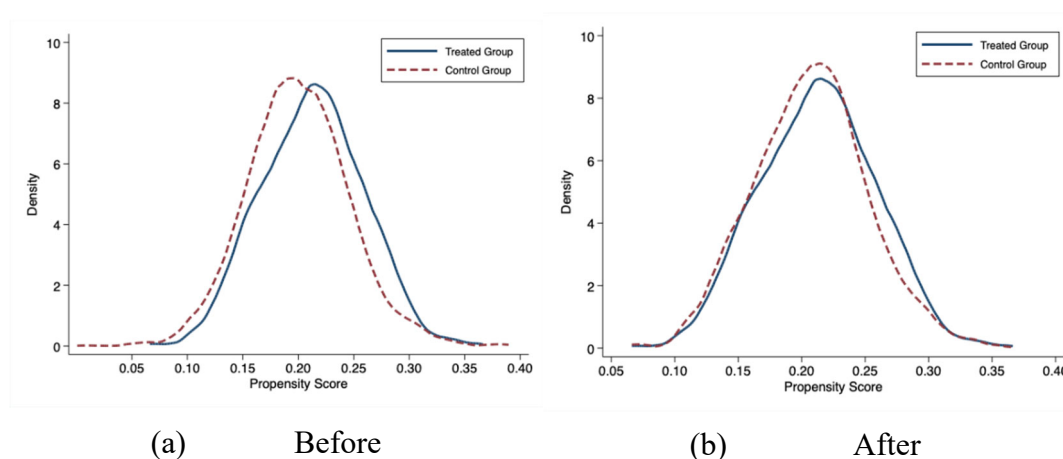 10
8
6
4
2
0
Density
0.05 0.10 0.15 0.20 0.25 0.30 0.35 0.40
Propensity Score
Treated Group
Control Group
(a) Before
10
8
6
4
2
0
Density
0.05 0.10 0.15 0.20 0.25 0.30 0.35 0.40
Propensity Score
Treated Group
Control Group
(b) After